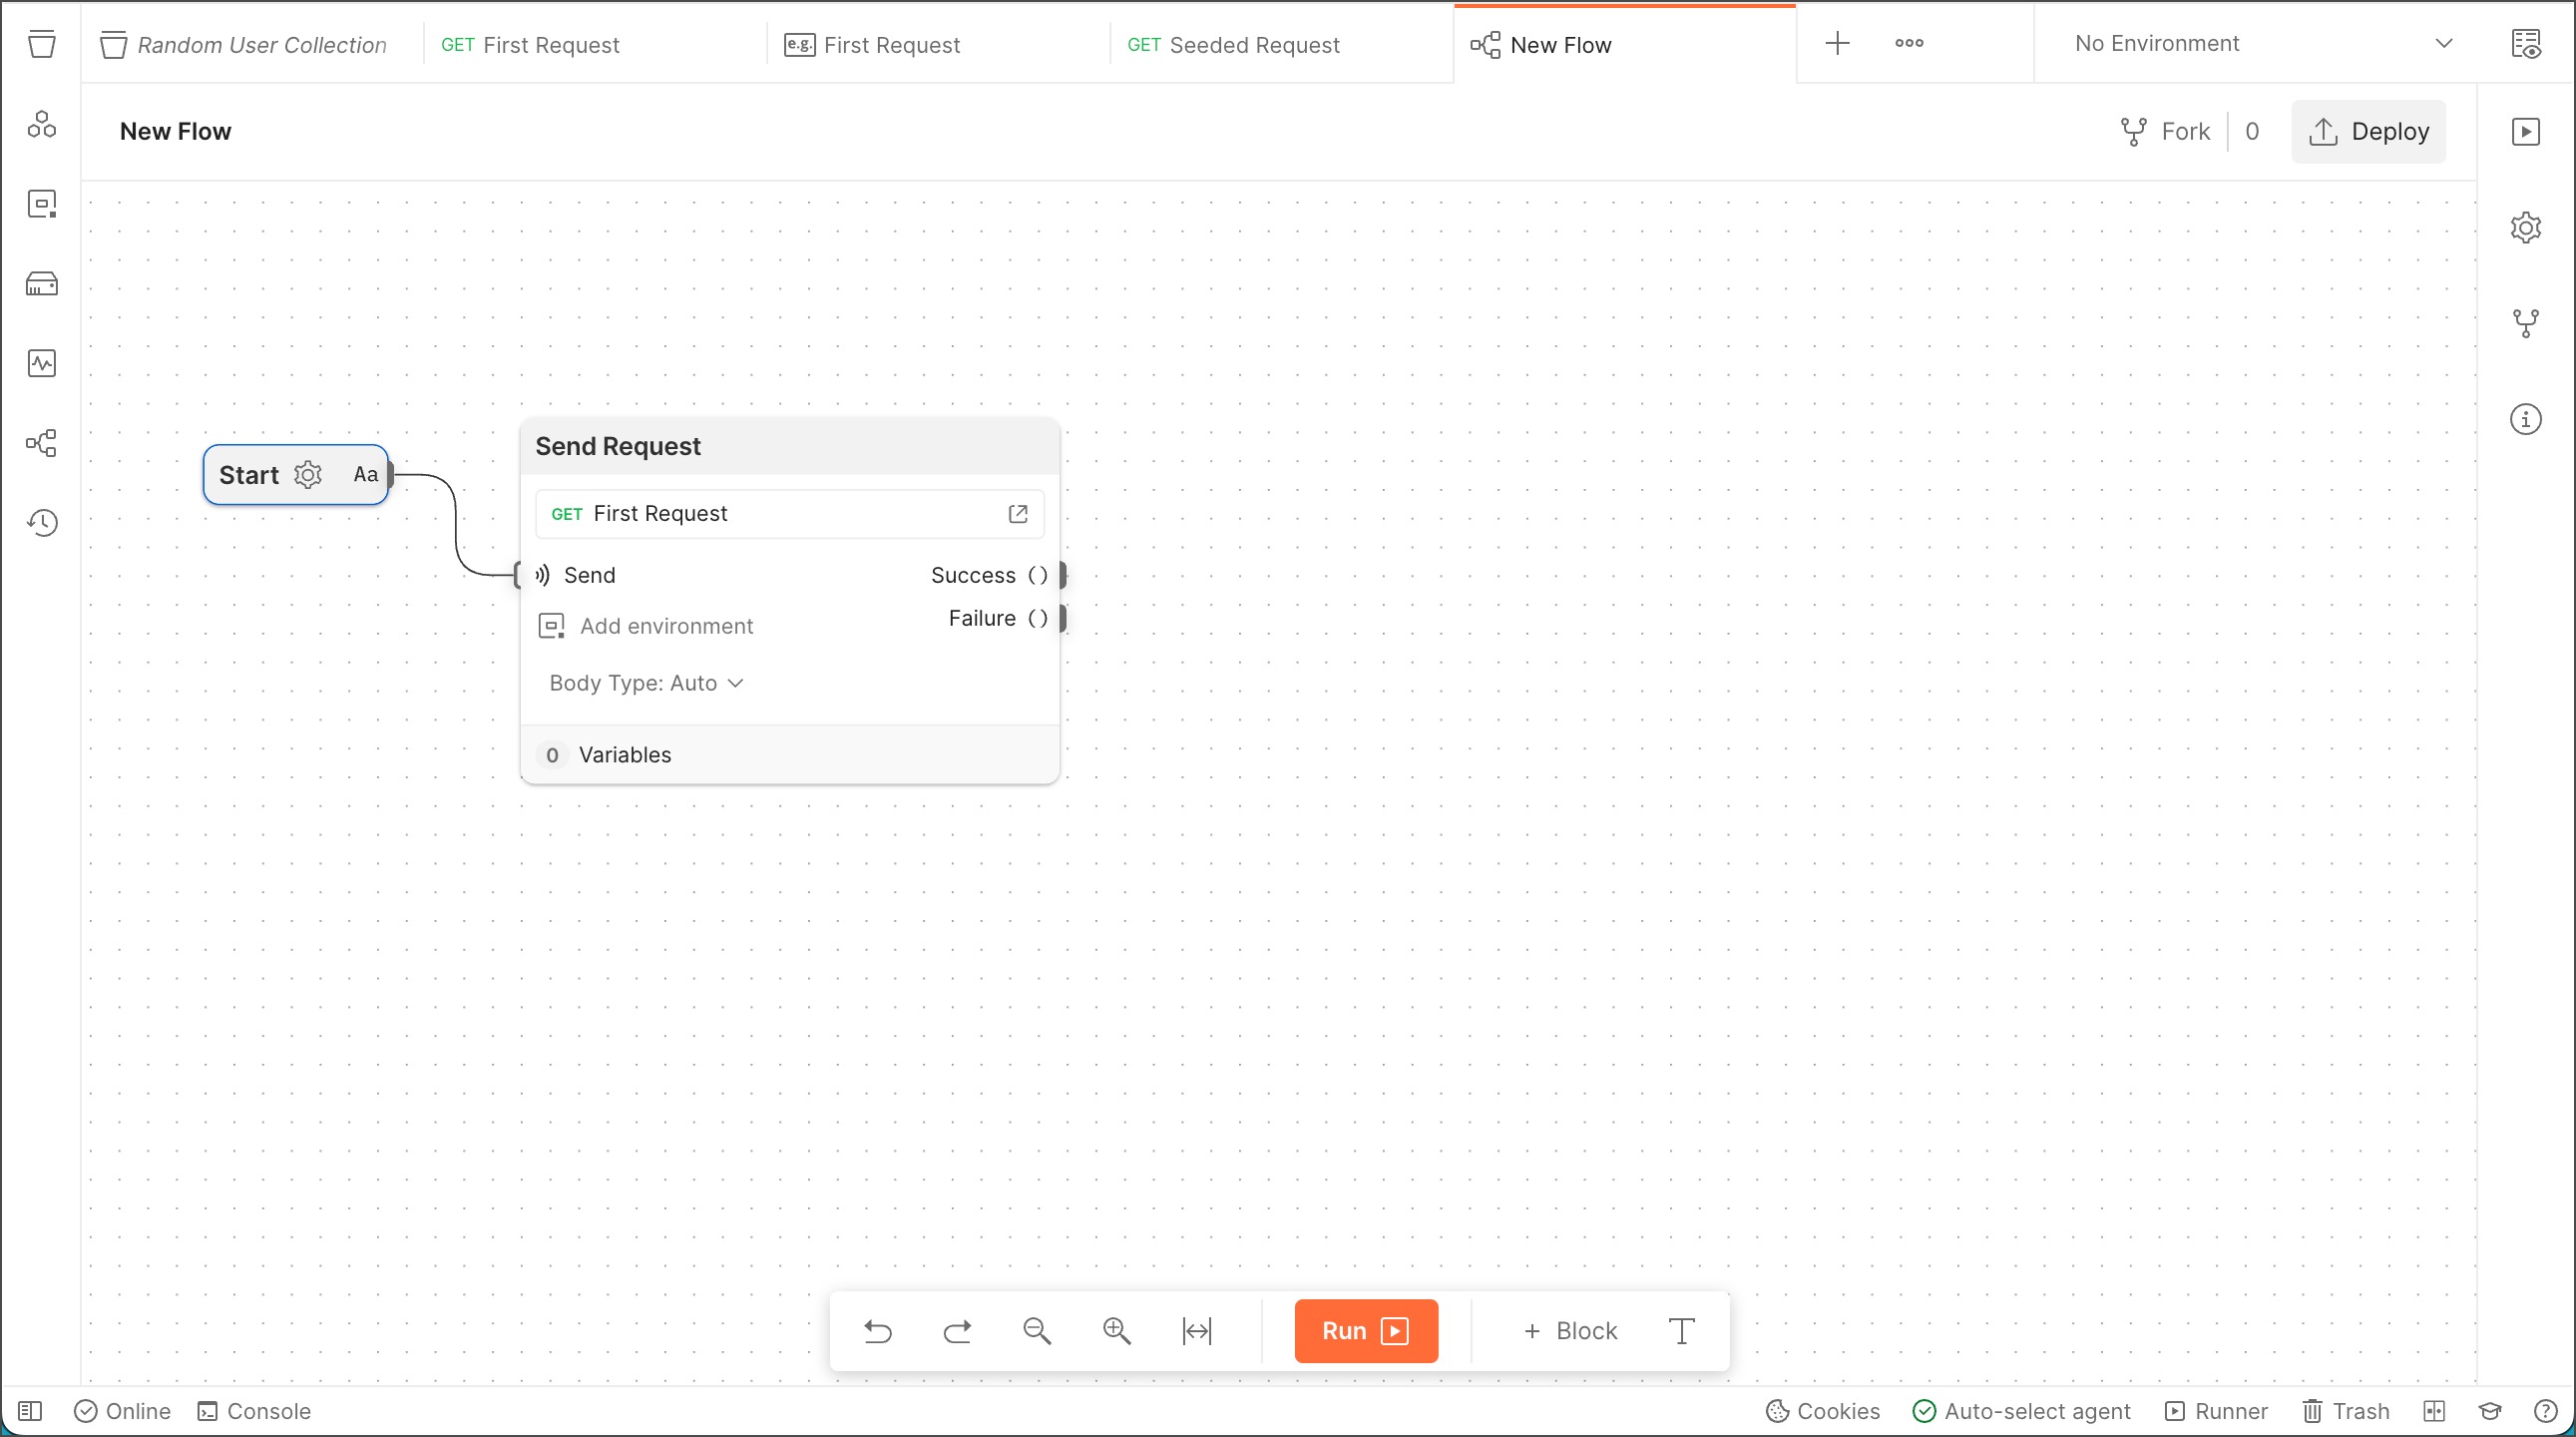 Random User Collection
GET First Request
e.g. First Request
GET Seeded Request
New Flow
No Environment
New Flow
Fork 0
Deploy
Start Aa
Send Request
GET First Request
Send
Success ()
Failure ()
Add environment
Body Type: Auto
0 Variables
Run
+ Block
T
Online
Console
Cookies
Auto-select agent
Runner
Trash